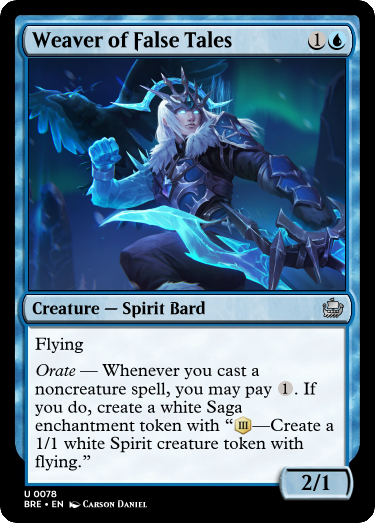 Weaver of False Tales 1
Creature — Spirit Bard
Flying
Orate — Whenever you cast a
noncreature spell, you may pay 1. If
you do, create a white Saga
enchantment token with “III—Create a
1/1 white Spirit creature token with
flying.”
2/1
U 0078
BRE • EN Carson Daniel